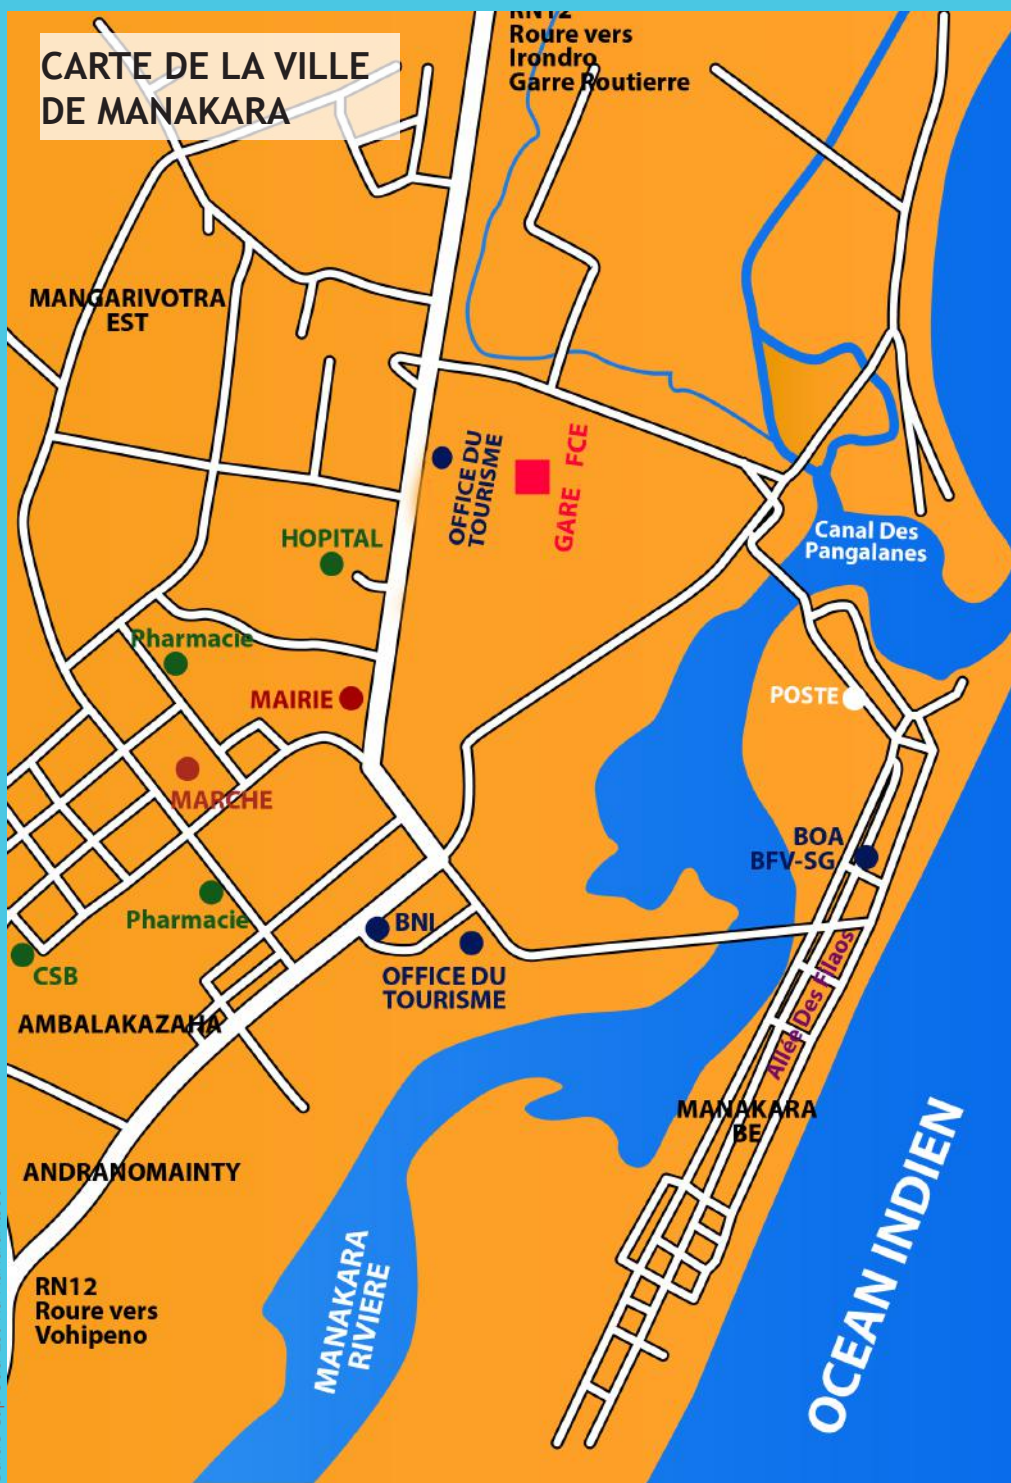 CARTE DE LA VILLE
DE MANAKARA
RN12
Roure vers
Irondro
Garre Routierre
MANGARIVOTRA
EST
OFFICE DU
TOURISME
GARE FCE
HOPITAL
Canal Des
Pangalanes
Pharmacie
MAIRIE
POSTE
MARCHE
BOA
BFV-SG
Pharmacie
BNI
CSB
OFFICE DU
TOURISME
Allée Des Filaos
AMBALAKAZAHA
MANAKARA
BE
ANDRANOMAINTY
OCEAN INDIEN
MANAKARA
RIVIERE
RN12
Roure vers
Vohipeno